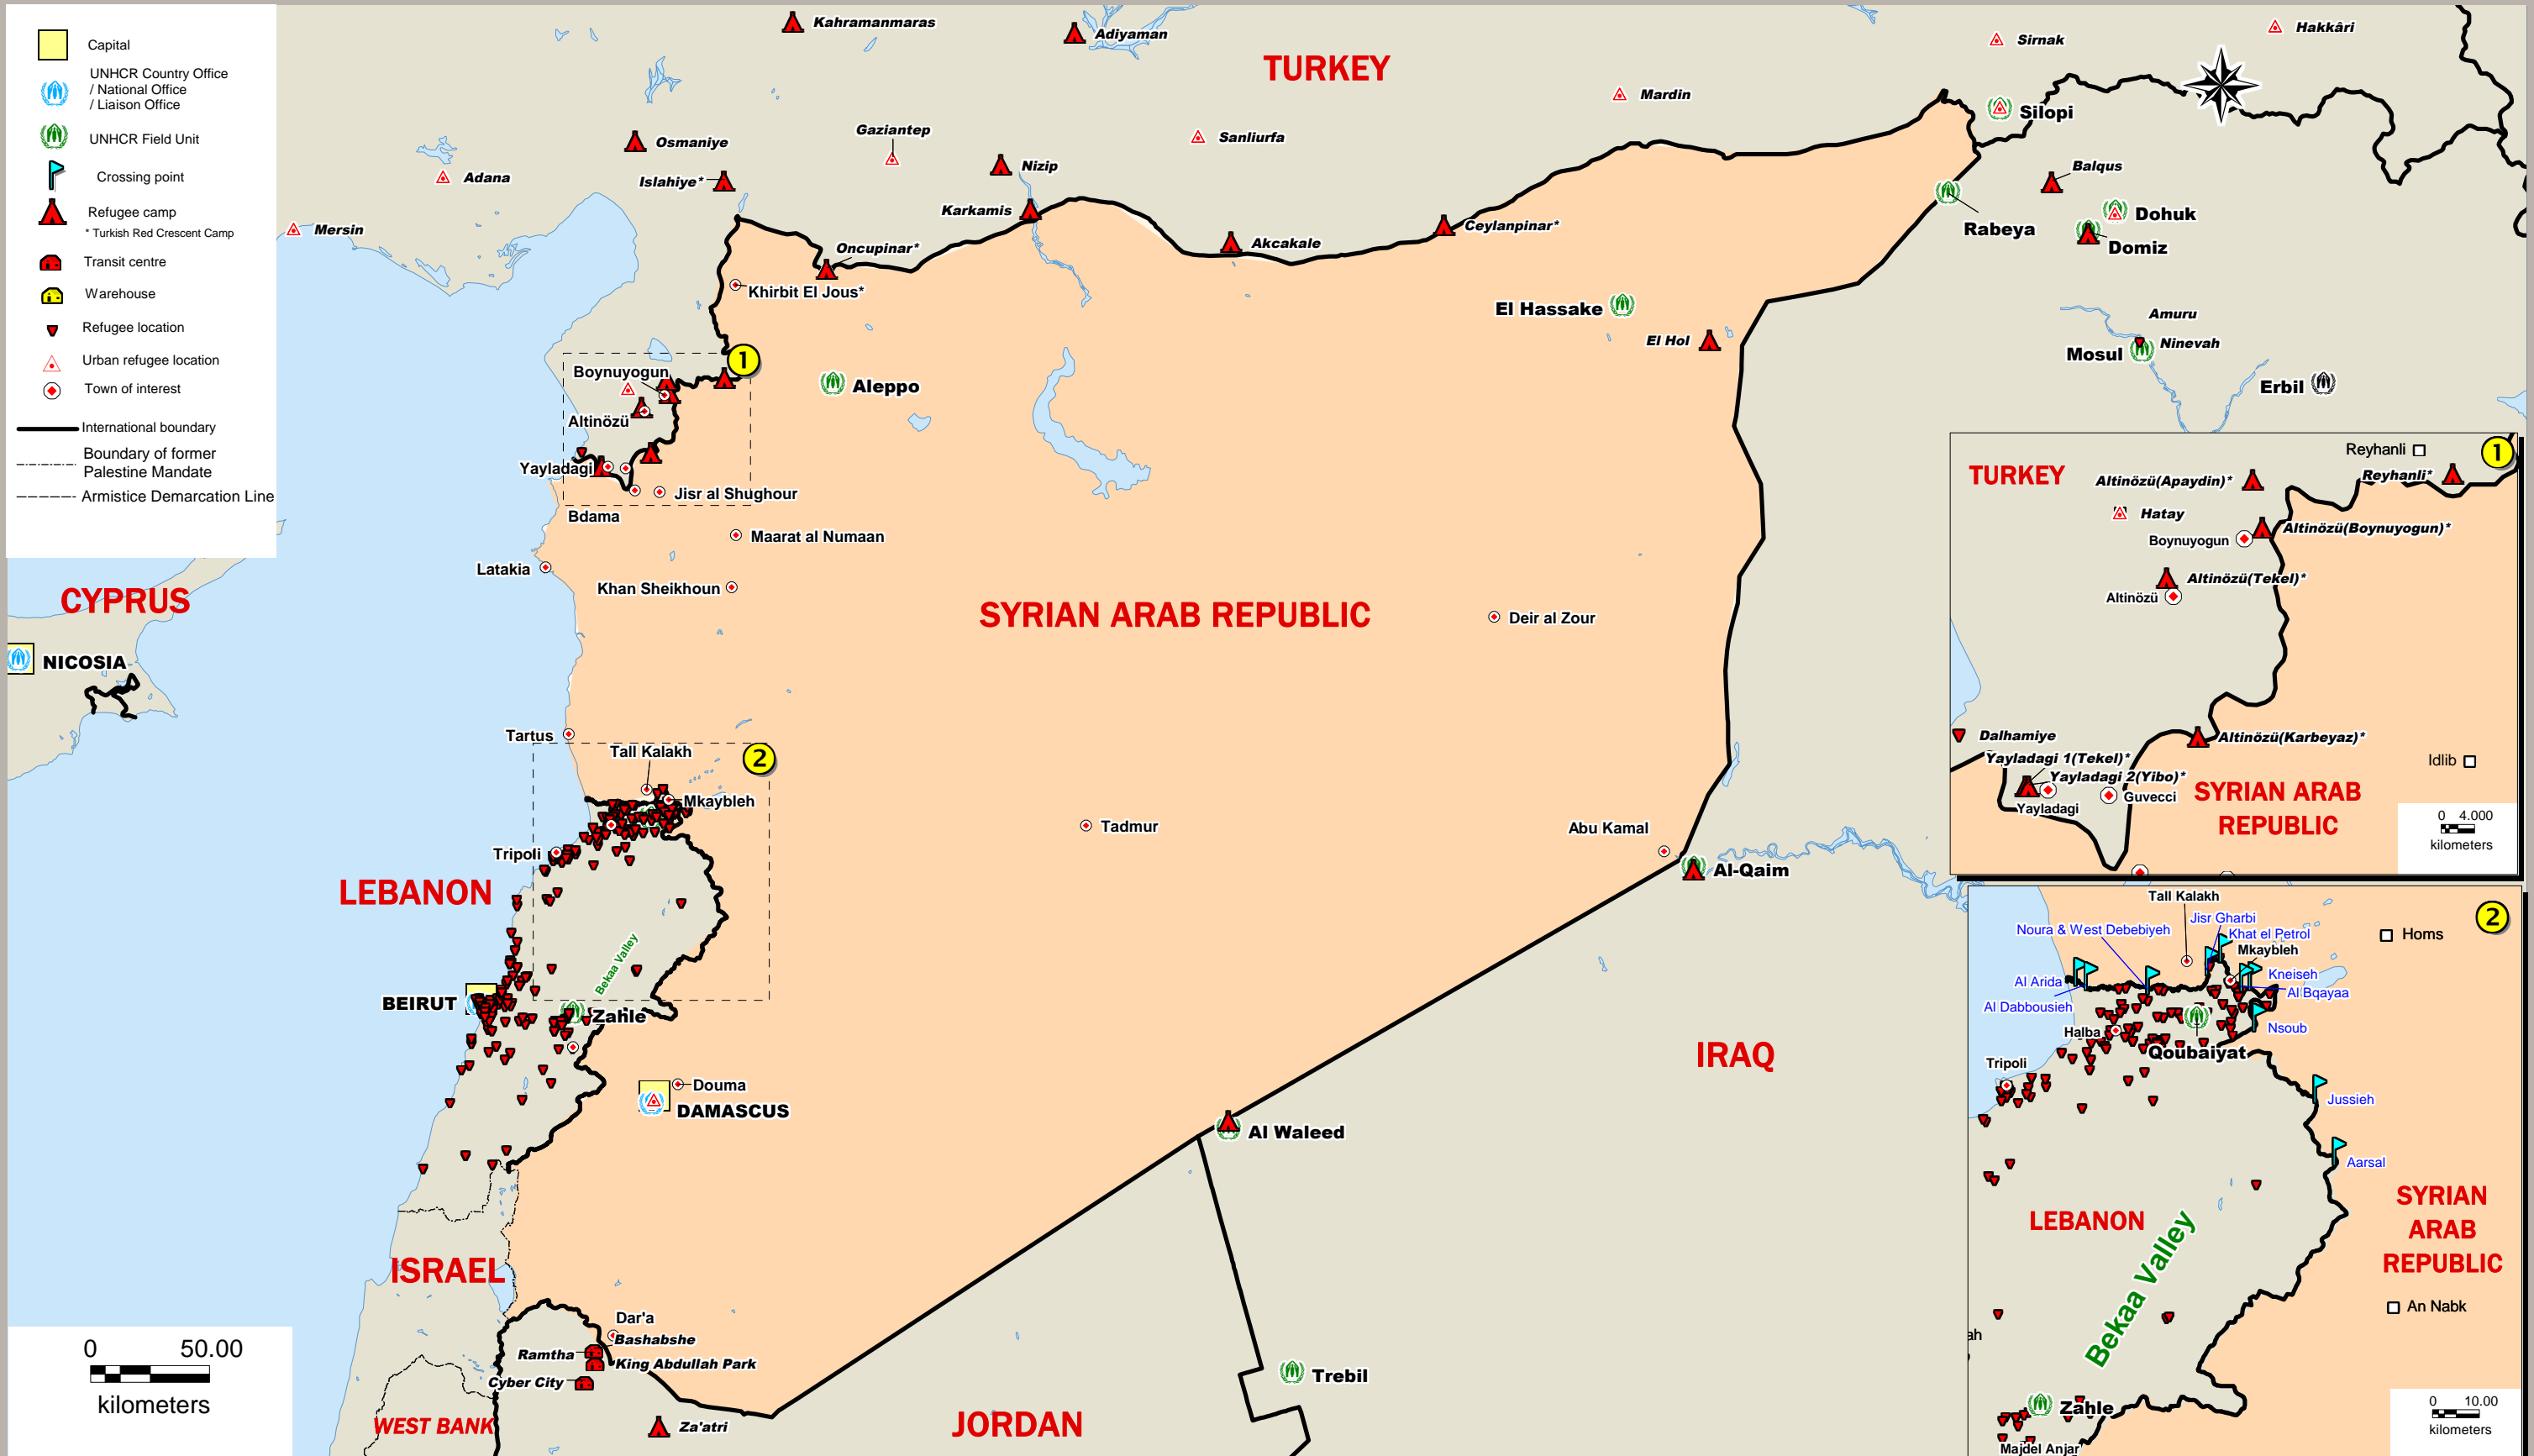 Capital
UNHCR Country Office
/ National Office
/ Liaison Office
UNHCR Field Unit
Crossing point
Refugee camp
* Turkish Red Crescent Camp
Transit centre
Warehouse
Refugee location
Urban refugee location
Town of interest
International boundary
Boundary of former
Palestine Mandate
Armistice Demarcation Line
Kahramanmaras
Adiyaman
TURKEY
Sirnak
Hakkâri
Mardin
Silopi
Osmaniye
Gaziantep
Sanliurfa
Nizip
Islahiye*
Adana
Balqus
Karkamis
Mersin
Ceylanpinar*
Rabeya
Dohuk
Domiz
Oncupinar*
Akcakale
Khirbit El Jous*
El Hassake
El Hol
Amuru
Ninevah
Mosul
Erbil
1
Boynuyogun
Aleppo
Altinözü
Yayladagi
Jisr al Shughour
Bdama
Maarat al Numaan
Latakia
Khan Sheikhoun
CYPRUS
SYRIAN ARAB REPUBLIC
Deir al Zour
NICOSIA
Tartus
Tall Kalakh
2
Mkaybleh
Tadmur
Abu Kamal
Tripoli
Al-Qaim
LEBANON
Bekaa Valley
BEIRUT
Zahle
IRAQ
Douma
DAMASCUS
Al Waleed
ISRAEL
Dar'a
Bashabshe
Ramtha
King Abdullah Park
Cyber City
Trebil
WEST BANK
Za'atri
JORDAN
0 50.00
kilometers
Reyhanli
1
TURKEY
Altinözü(Apaydin)*
Reyhanli*
Hatay
Altinözü(Boynuyogun)*
Boynuyogun
Altinözü(Tekel)*
Altinözü
Dalhamiye
Altinözü(Karbeyaz)*
Yayladagi 1(Tekel)*
Yayladagi 2(Yibo)*
Idlib
Guvecci
Yayladagi
SYRIAN ARAB
REPUBLIC
0 4.000
kilometers
Tall Kalakh
2
Jisr Gharbi
Noura & West Debebiyeh
Khat el Petrol
Homs
Mkaybleh
Kneiseh
Al Arida
Al Bqayaa
Al Dabbousieh
Nsoub
Halba
Qoubaiyat
Tripoli
Jussieh
Aarsal
SYRIAN
ARAB
REPUBLIC
LEBANON
Bekaa Valley
An Nabk
ah
Zahle
Majdel Anjar
0 10.00
kilometers